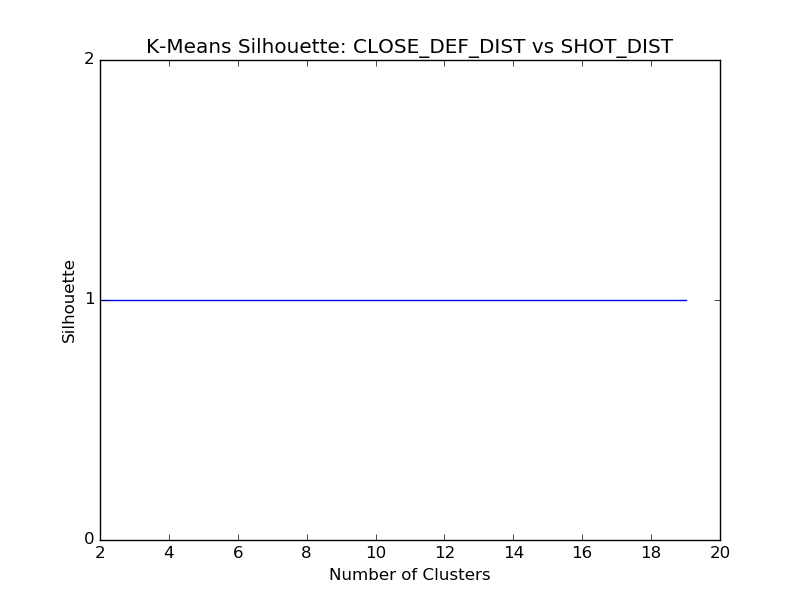 K-Means Silhouette: CLOSE_DEF_DIST vs SHOT_DIST
2
1
0
Silhouette
2 4 6 8 10 12 14 16 18 20
Number of Clusters